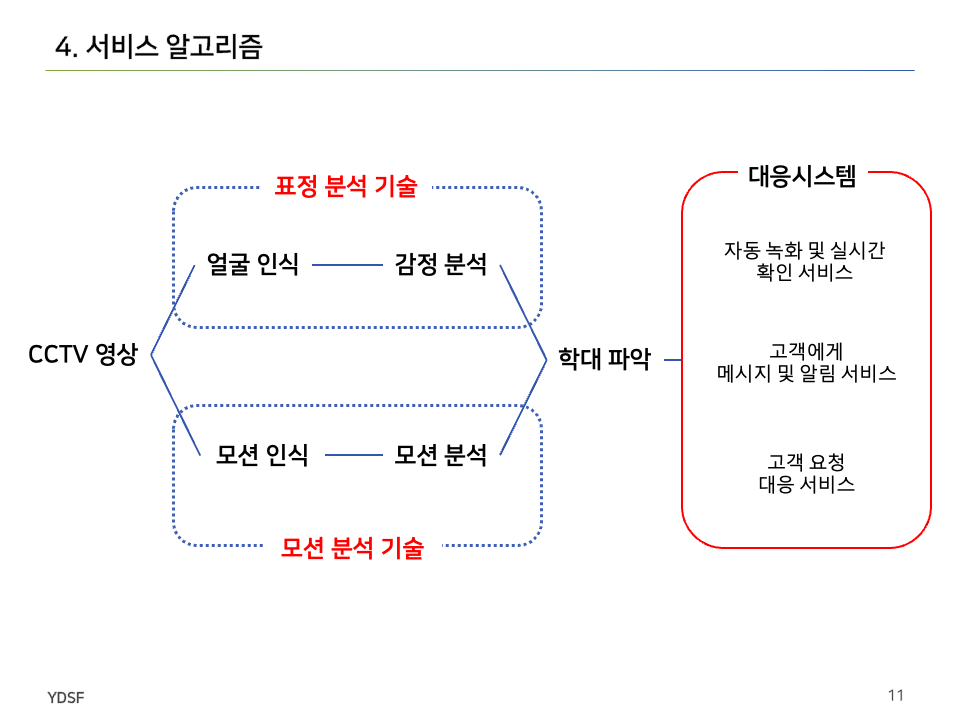 4. 서비스 알고리즘
표정 분석 기술
얼굴 인식
감정 분석
CCTV 영상
모션 인식
모션 분석
모션 분석 기술
학대 파악
대응시스템
자동 녹화 및 실시간
확인 서비스
고객에게
메시지 및 알림 서비스
고객 요청
대응 서비스
YDSF
11